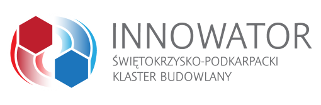 INNOWATOR
ŚWIĘTOKRZYSKO-PODKARPACKI
KLASTER BUDOWLANY